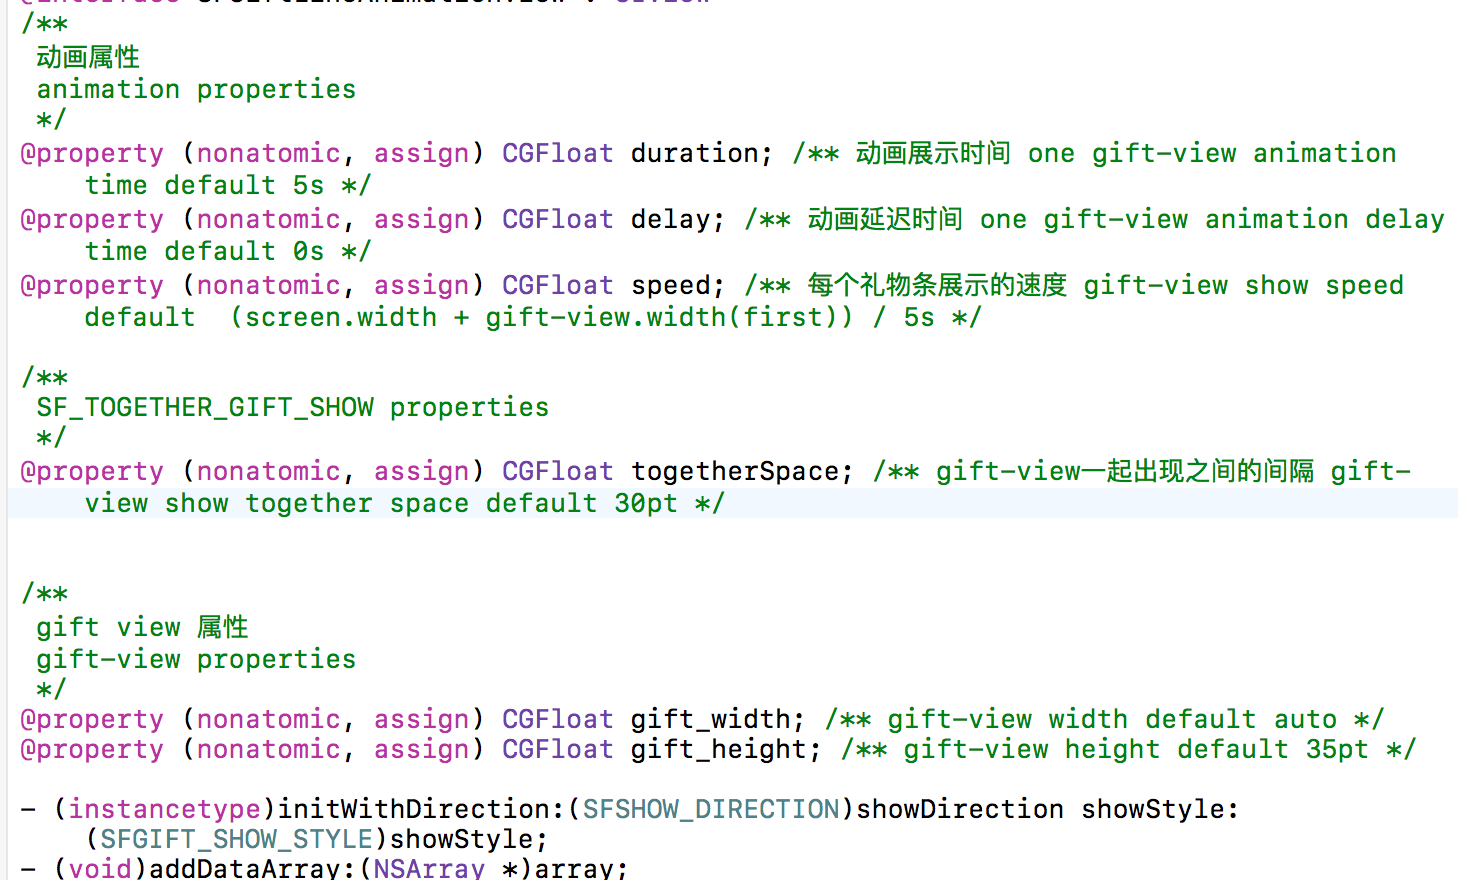 /**
动画属性
animation properties
*/
@property (nonatomic, assign) CGFloat duration; /** 动画展示时间 one gift-view animation
time default 5s */
@property (nonatomic, assign) CGFloat delay; /** 动画延迟时间 one gift-view animation delay
time default 0s */
@property (nonatomic, assign) CGFloat speed; /** 每个礼物条展示的速度 gift-view show speed
default  (screen.width + gift-view.width(first)) / 5s */
/**
SF_TOGETHER_GIFT_SHOW properties
*/
@property (nonatomic, assign) CGFloat togetherSpace; /** gift-view一起出现之间的间隔 gift-
view show together space default 30pt */
/**
gift view 属性
gift-view properties
*/
@property (nonatomic, assign) CGFloat gift_width; /** gift-view width default auto */
@property (nonatomic, assign) CGFloat gift_height; /** gift-view height default 35pt */
- (instancetype)initWithDirection:(SFSHOW_DIRECTION)showDirection showStyle:
(SFGIFT_SHOW_STYLE)showStyle;
- (void)addDataArray:(NSArray *)array;